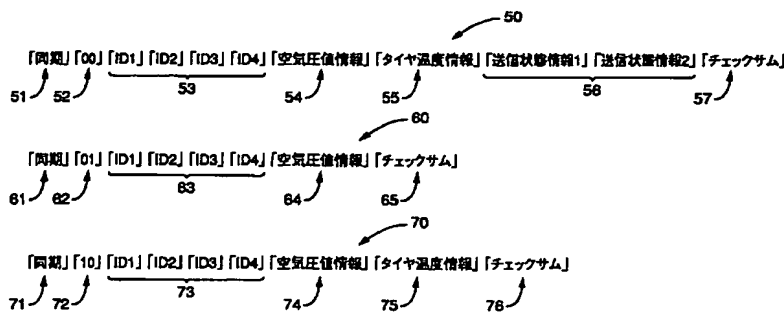 50
「同期」「00」「ID1」「ID2」「ID3」「ID4」「空気圧値情報」「タイヤ温度情報」「送信状態情報1」「送信状態情報2」「チェックサム」
51 52 53 54 55 56 57
60
「同期」「01」「ID1」「ID2」「ID3」「ID4」「空気圧値情報」「チェックサム」
61 62 63 64 65
70
「同期」「10」「ID1」「ID2」「ID3」「ID4」「空気圧値情報」「タイヤ温度情報」「チェックサム」
71 72 73 74 75 76